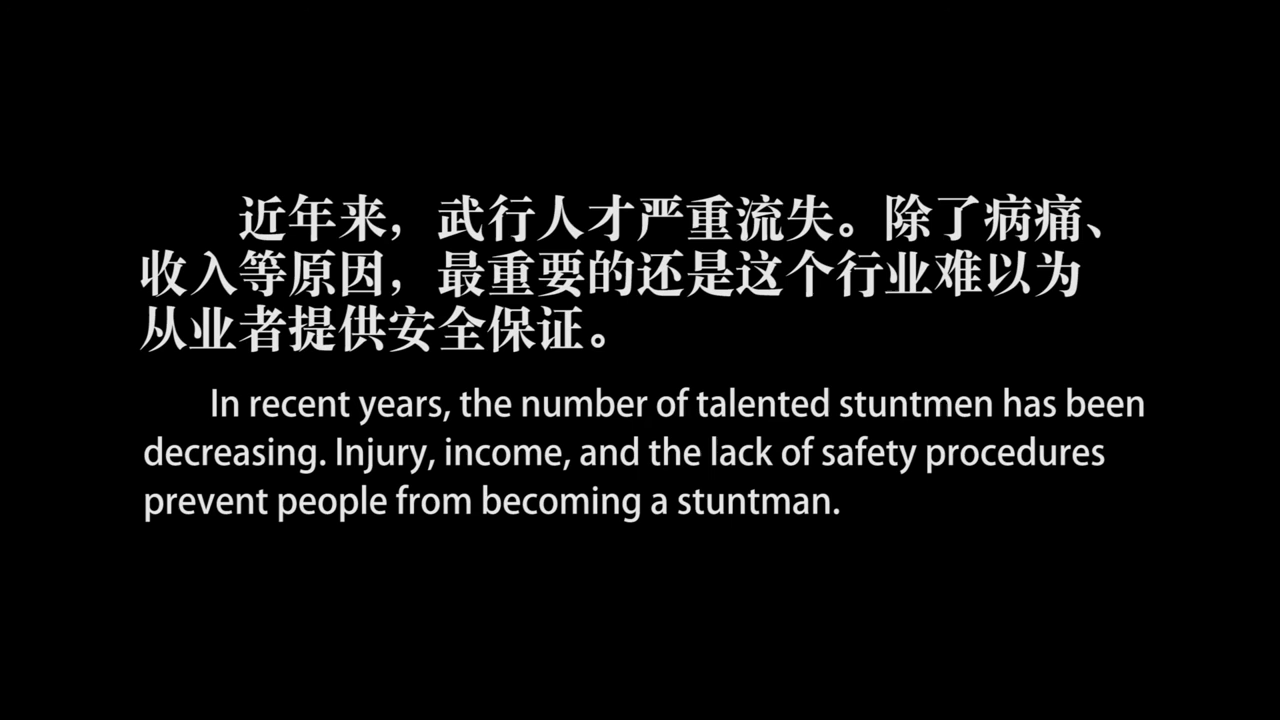 近年来，武行人才严重流失。除了病痛、
收入等原因，最重要的还是这个行业难以为
从业者提供安全保证。
In recent years, the number of talented stuntmen has been
decreasing. Injury, income, and the lack of safety procedures
prevent people from becoming a stuntman.